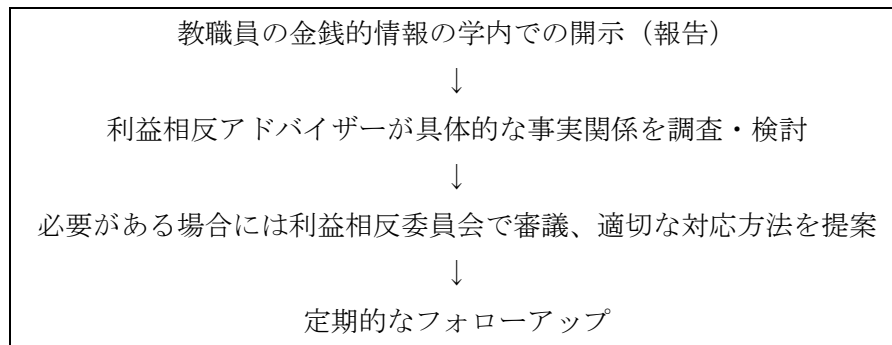 教職員の金銭的情報の学内での開示（報告）
↓
利益相反アドバイザーが具体的な事実関係を調査・検討
↓
必要がある場合には利益相反委員会で審議、適切な対応方法を提案
↓
定期的なフォローアップ